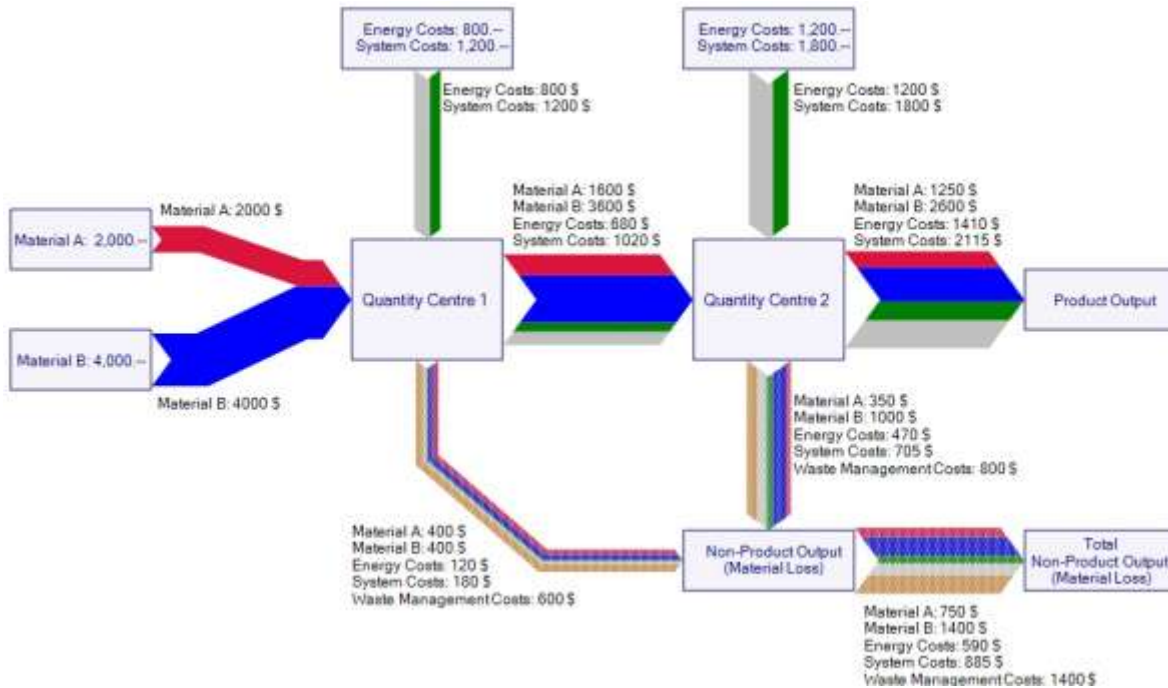 Energy Costs: 800.--
System Costs: 1,200.--
Energy Costs: 1,200.--
System Costs: 1,800.--
Energy Costs: 800 $
System Costs: 1200 $
Energy Costs: 1200 $
System Costs: 1800 $
Material A: 2000 $
Material A: 2,000.--
Material B: 4,000.--
Material B: 4000 $
Quantity Centre 1
Material A: 1600 $
Material B: 3600 $
Energy Costs: 680 $
System Costs: 1020 $
Quantity Centre 2
Material A: 1250 $
Material B: 2600 $
Energy Costs: 1410 $
System Costs: 2115 $
Product Output
Material A: 350 $
Material B: 1000 $
Energy Costs: 470 $
System Costs: 705 $
Waste Management Costs: 800 $
Material A: 400 $
Material B: 400 $
Energy Costs: 120 $
System Costs: 180 $
Waste Management Costs: 600 $
Non-Product Output
(Material Loss)
Total
Non-Product Output
(Material Loss)
Material A: 750 $
Material B: 1400 $
Energy Costs: 590 $
System Costs: 885 $
Waste Management Costs: 1400 $